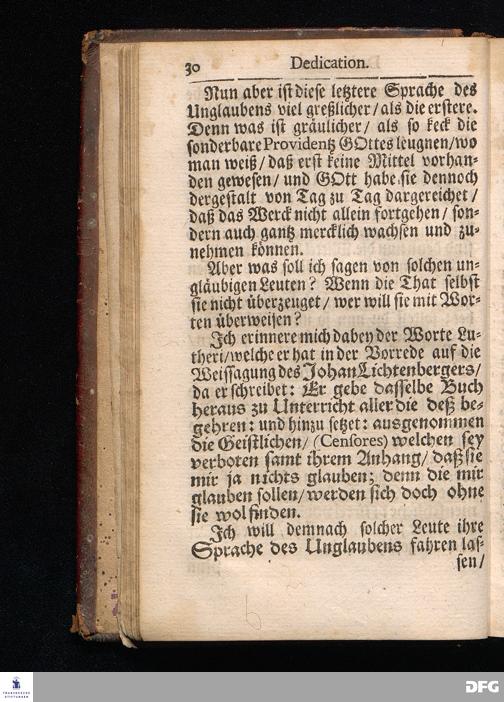 30 Dedication.
Nun aber ist diese letztere Sprache des
Unglaubens viel greßlicher/ als die erstere.
Denn was ist gräulicher/ als so keck die
sonderbare Providentz GOttes leugnen/wo
man weiß/ daß erst keine Mittel vorhan-
den gewesen/ und GOtt habe sie dennoch
dergestalt von Tag zu Tag dargereichet/
daß das Werck nicht allein fortgehen/ son-
dern auch gantz mercklich wachsen und zu-
nehmen können.
Aber was soll ich sagen von solchen un-
gläubigen Leuten? Wenn die That selbst
sie nicht überzeuget/ wer will sie mit Wor-
ten überweisen?
Ich erinnere mich dabey der Worte Lu-
theri/welche er hat in der Vorrede auf die
Weissagung des Johan Lichtenbergers/
da er schreibet: Er gebe dasselbe Buch
heraus zu Unterricht aller die deß be-
gehren: und hinzu setzet: ausgenommen
die Geistlichen/ (Censores) welchen sey
verboten samt ihrem Anhang/ daß sie
mir ja nichts glauben; denn die mir
glauben sollen/ werden sich doch ohne
sie wol finden.
Ich will demnach solcher Leute ihre
Sprache des Unglaubens fahren las-
sen/
6
FRANCKESCHE
STIFTUNGEN
DFG